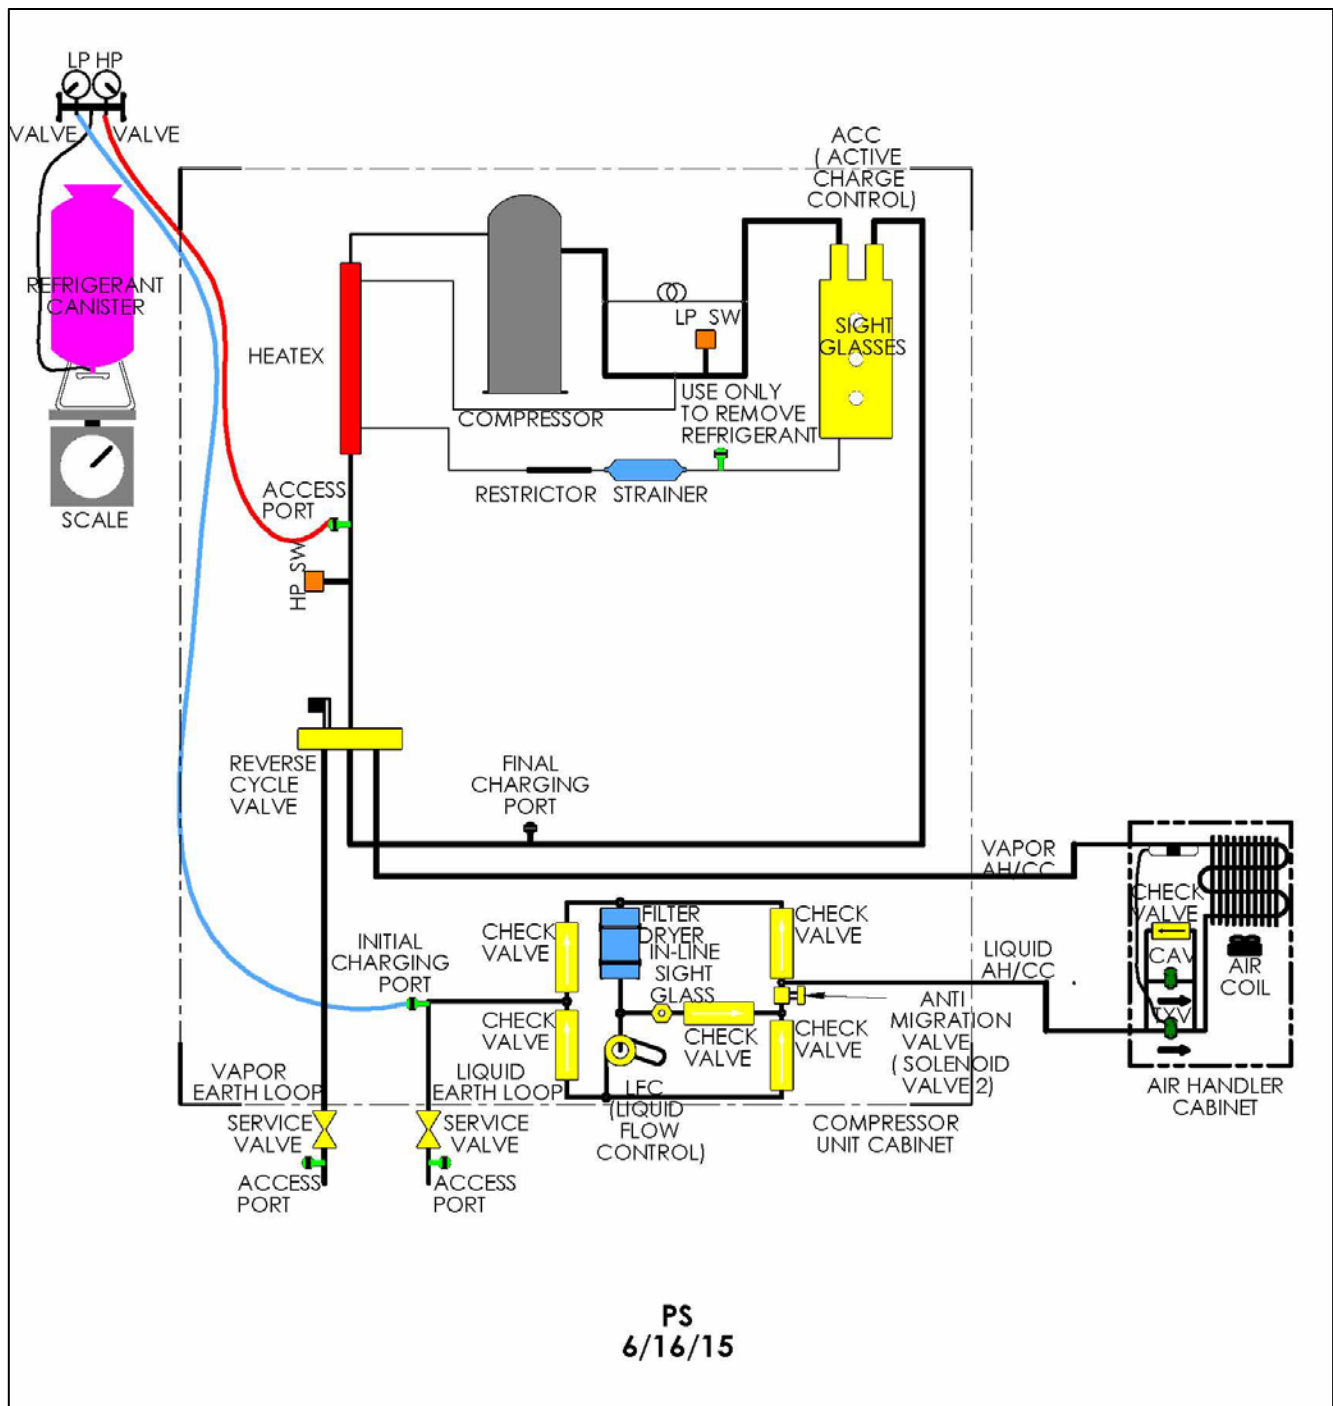 LP HP
VALVE VALVE
REFRIGERANT
CANISTER
SCALE
ACC
( ACTIVE
CHARGE
CONTROL)
HEATEX
COMPRESSOR
LP SW
SIGHT
GLASSES
USE ONLY
TO REMOVE
REFRIGERANT
RESTRICTOR
STRAINER
ACCESS
PORT
HP SW
REVERSE
CYCLE
VALVE
FINAL
CHARGING
PORT
VAPOR
AH/CC
LIQUID
AH/CC
CHECK
VALVE
CAV
TXV
AIR
COIL
AIR HANDLER
CABINET
INITIAL
CHARGING
PORT
CHECK
VALVE
FILTER
DRYER
IN-LINE
SIGHT
GLASS
CHECK
VALVE
CHECK
VALVE
CHECK
VALVE
CHECK
VALVE
ANTI
MIGRATION
VALVE
( SOLENOID
VALVE 2)
LFC
(LIQUID
FLOW
CONTROL)
VAPOR
EARTH LOOP
LIQUID
EARTH LOOP
SERVICE
VALVE
SERVICE
VALVE
ACCESS
PORT
ACCESS
PORT
COMPRESSOR
UNIT CABINET
PS
6/16/15